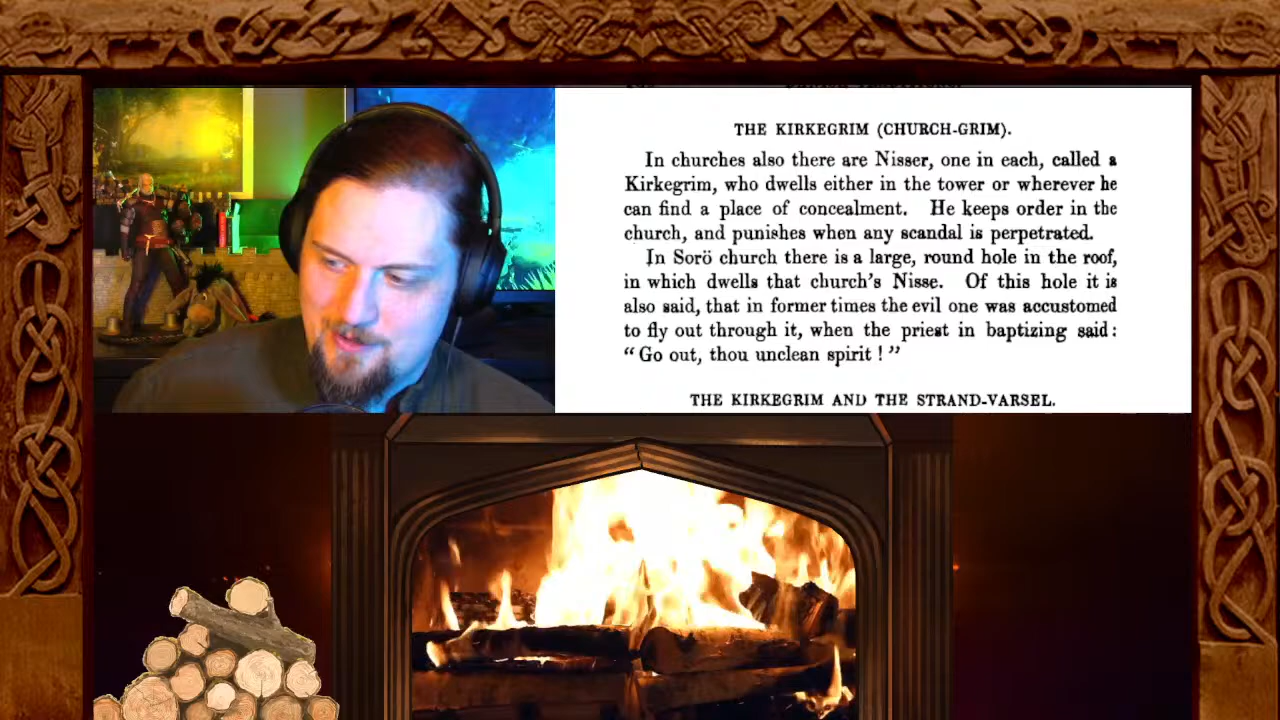 THE KIRKEGRIM (CHURCH-GRIM).
In churches also there are Nisser, one in each, called a
Kirkegrim, who dwells either in the tower or wherever he
can find a place of concealment. He keeps order in the
church, and punishes when any scandal is perpetrated.
In Sorö church there is a large, round hole in the roof,
in which dwells that church's Nisse. Of this hole it is
also said, that in former times the evil one was accustomed
to fly out through it, when the priest in baptizing said:
“Go out, thou unclean spirit!”
THE KIRKEGRIM AND THE STRAND-VARSEL.